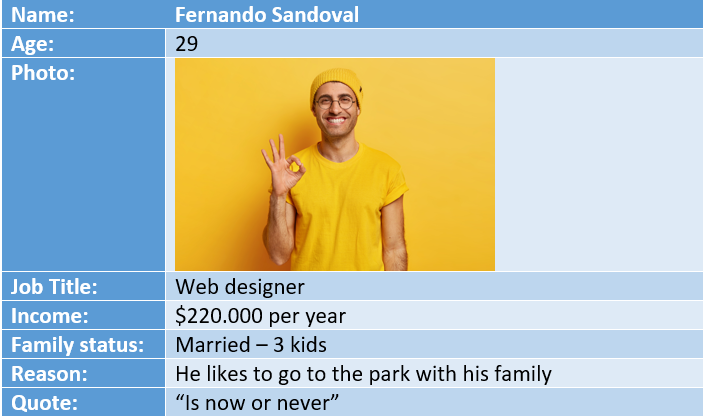 Name: Fernando Sandoval
Age: 29
Photo:
Job Title: Web designer
Income: $220.000 per year
Family status: Married – 3 kids
Reason: He likes to go to the park with his family
Quote: “Is now or never”